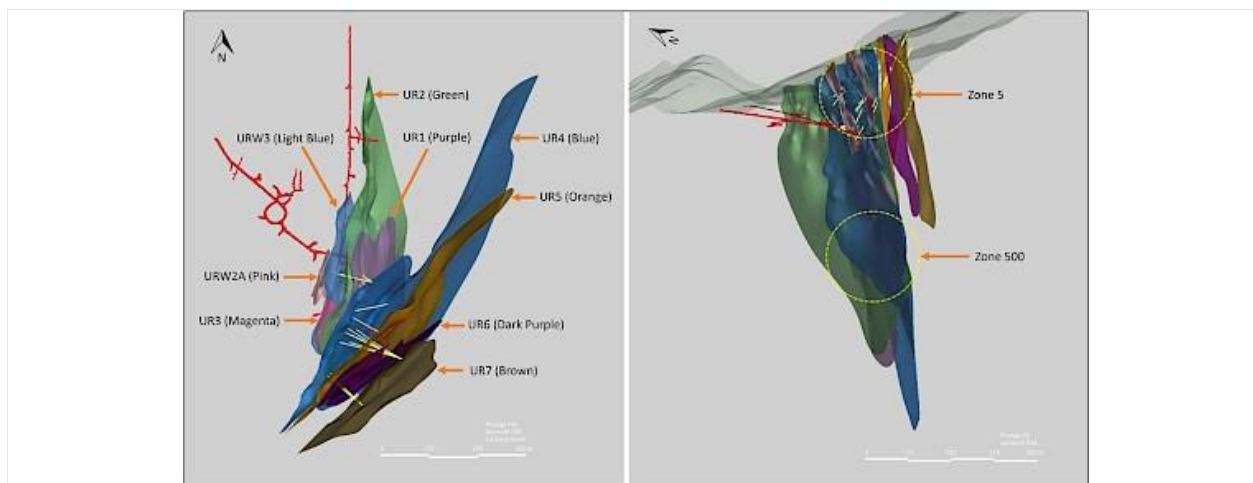 N
UR2 (Green)
URW3 (Light Blue)
UR1 (Purple)
UR4 (Blue)
UR5 (Orange)
URW2A (Pink)
UR3 (Magenta)
UR6 (Dark Purple)
UR7 (Brown)
N
Zone 5
Zone 500